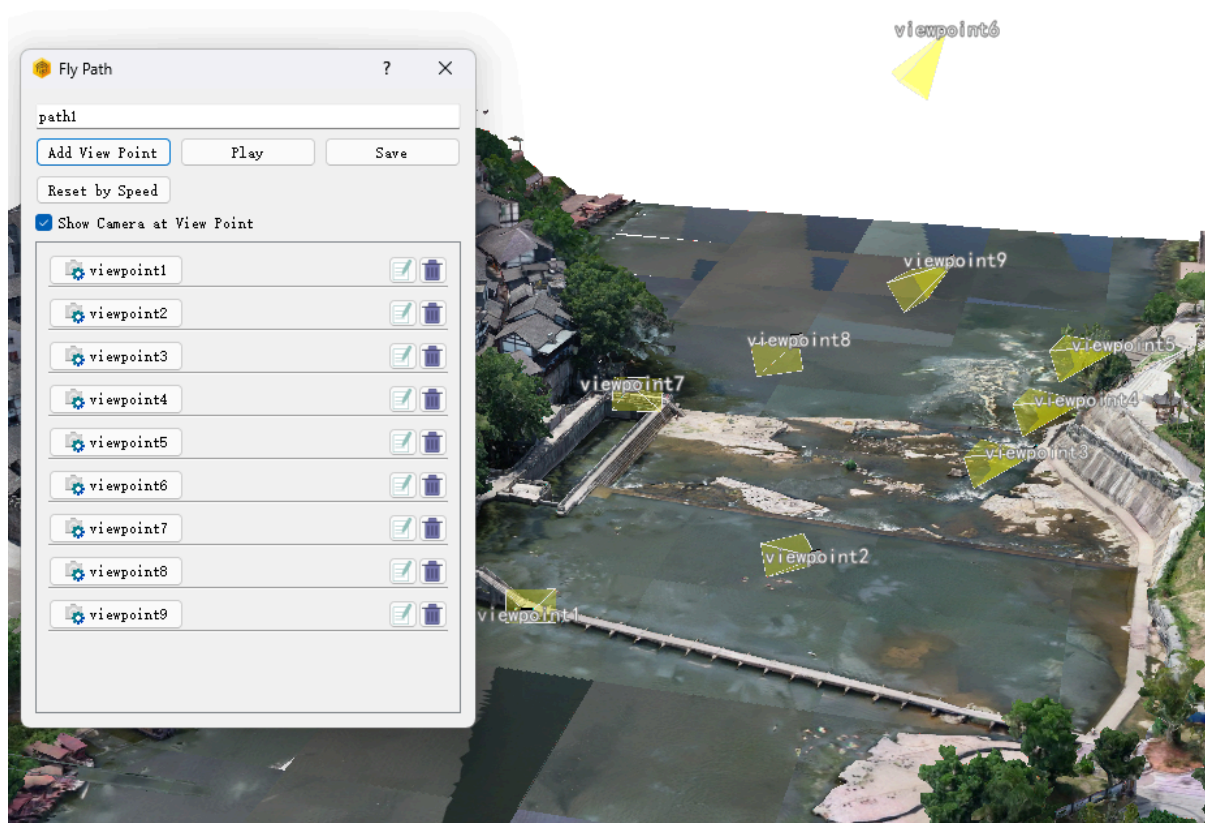 Fly Path
?
path1
Add View Point
Play
Save
Reset by Speed
Show Camera at View Point
viewpoint1
viewpoint2
viewpoint3
viewpoint4
viewpoint5
viewpoint6
viewpoint7
viewpoint8
viewpoint9
viewpoint6
viewpoint9
viewpoint8
viewpoint5
viewpoint7
viewpoint4
viewpoint3
viewpoint2
viewpoint1